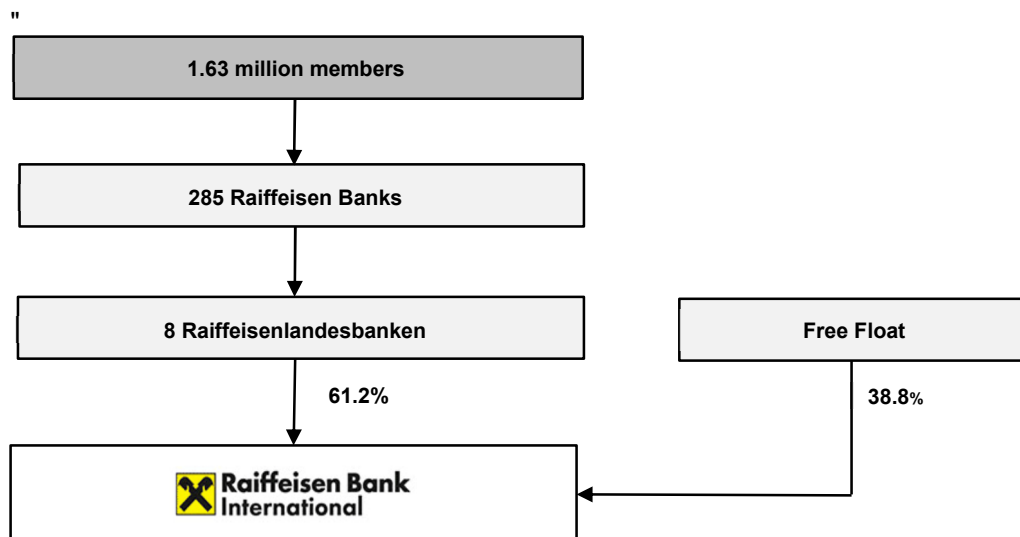 "
1.63 million members
285 Raiffeisen Banks
8 Raiffeisenlandesbanken
Free Float
61.2%
38.8%
Raiffeisen Bank
International